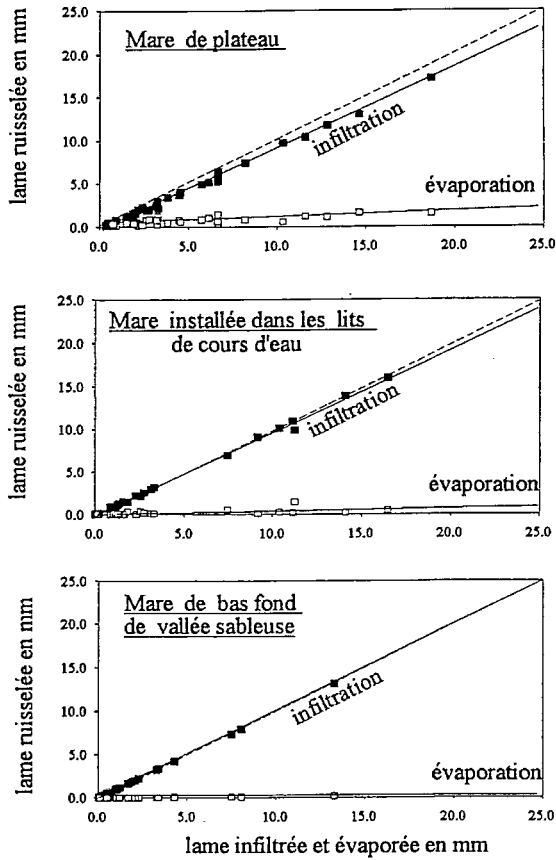 25.0
20.0
15.0
10.0
5.0
0.0
lame ruisselée en mm
Mare de plateau
infiltration
évaporation
0.0 5.0 10.0 15.0 20.0 25.0
25.0
20.0
15.0
10.0
5.0
0.0
lame ruisselée en mm
Mare installée dans les lits
de cours d'eau
infiltration
évaporation
0.0 5.0 10.0 15.0 20.0 25.0
25.0
20.0
15.0
10.0
5.0
0.0
lame ruisselée en mm
Mare de bas fond
de vallée sableuse
infiltration
évaporation
0.0 5.0 10.0 15.0 20.0 25.0
lame infiltrée et évaporée en mm